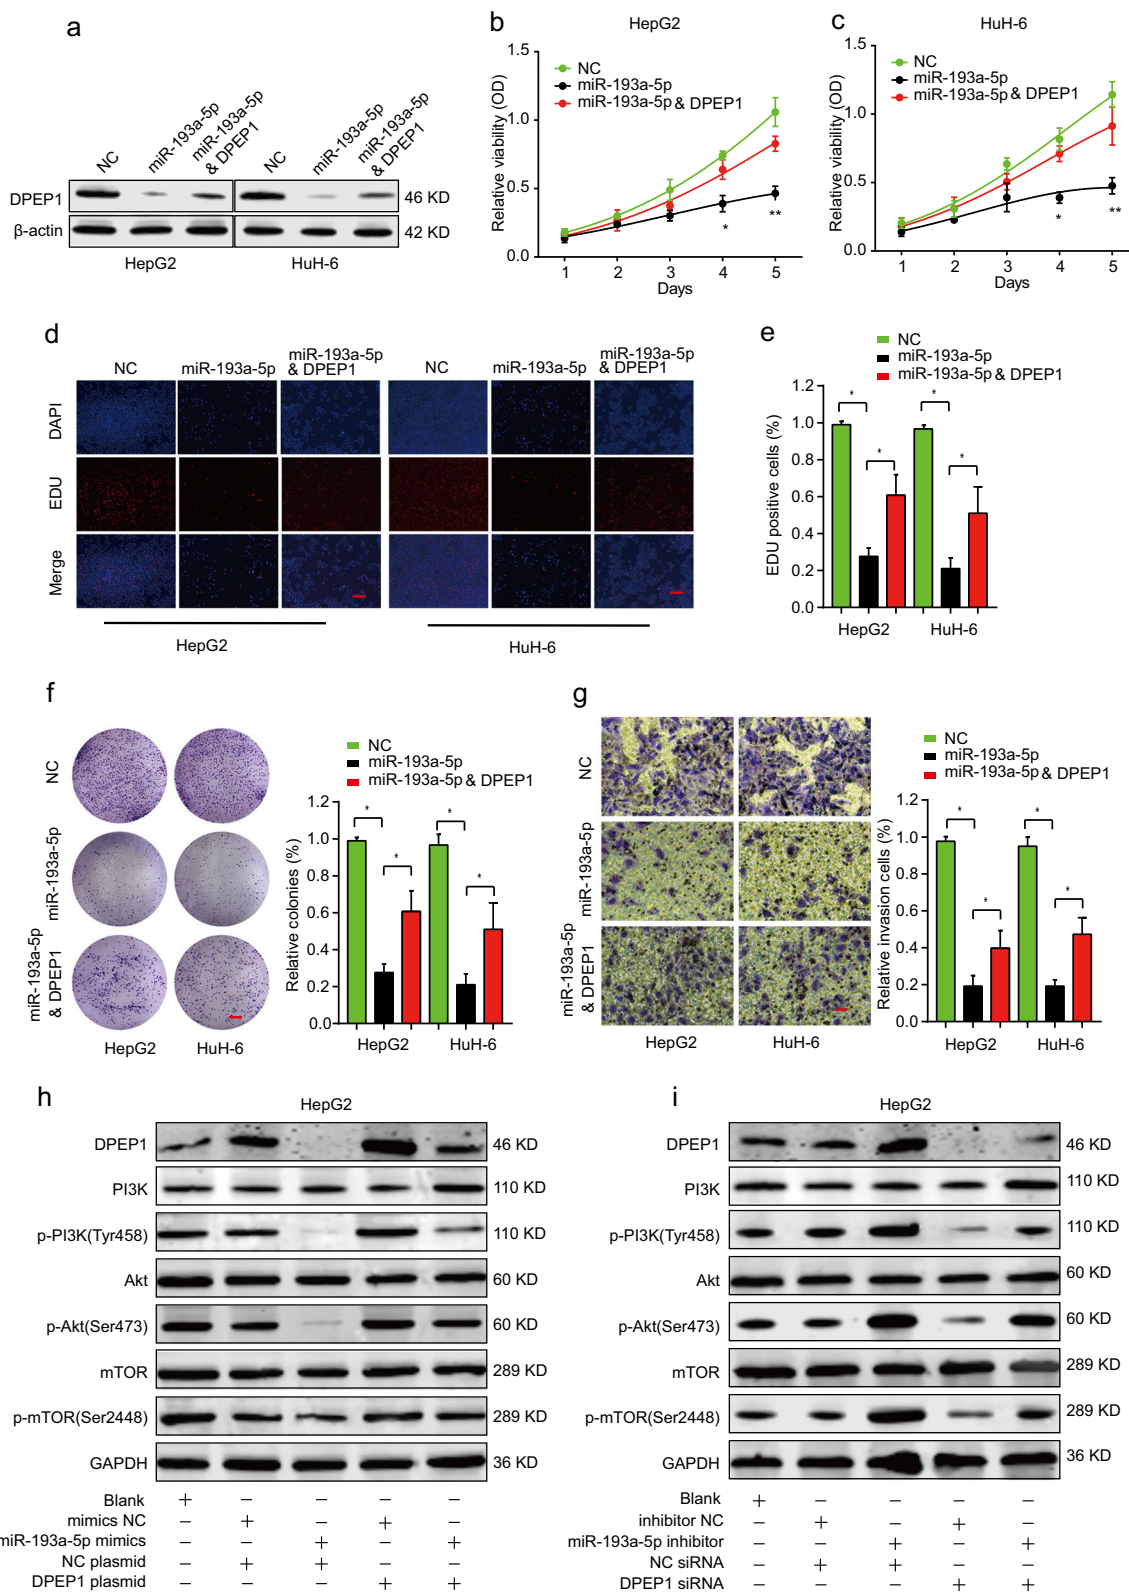 a
NC
miR-193a-5p
miR-193a-5p
& DPEP1
NC
miR-193a-5p
miR-193a-5p
& DPEP1
DPEP1
46 KD
β-actin
42 KD
HepG2
HuH-6
b
HepG2
NC
miR-193a-5p
miR-193a-5p & DPEP1
Relative viability (OD)
1.5
1.0
0.5
0.0
*
**
1 2 3 4 5
Days
c
HuH-6
NC
miR-193a-5p
miR-193a-5p & DPEP1
Relative viability (OD)
1.5
1.0
0.5
0.0
*
**
1 2 3 4 5
Days
d
NC
miR-193a-5p
miR-193a-5p
& DPEP1
NC
miR-193a-5p
miR-193a-5p
& DPEP1
DAPI
EDU
Merge
HepG2
HuH-6
e
NC
miR-193a-5p
miR-193a-5p & DPEP1
EDU positive cells (%)
1.2
1.0
0.8
0.6
0.4
0.2
0.0
* * * *
HepG2
HuH-6
f
NC
miR-193a-5p
miR-193a-5p
& DPEP1
HepG2
HuH-6
NC
miR-193a-5p
miR-193a-5p & DPEP1
Relative colonies (%)
1.2
1.0
0.8
0.6
0.4
0.2
0.0
* * * *
HepG2
HuH-6
g
NC
miR-193a-5p
miR-193a-5p
& DPEP1
HepG2
HuH-6
NC
miR-193a-5p
miR-193a-5p & DPEP1
Relative invasion cells (%)
1.2
1.0
0.8
0.6
0.4
0.2
0.0
* * * *
HepG2
HuH-6
h
HepG2
DPEP1 46 KD
PI3K 110 KD
p-PI3K(Tyr458) 110 KD
Akt 60 KD
p-Akt(Ser473) 60 KD
mTOR 289 KD
p-mTOR(Ser2448) 289 KD
GAPDH 36 KD
Blank + − − − −
mimics NC − + − + −
miR-193a-5p mimics − − + − +
NC plasmid − + + − −
DPEP1 plasmid − − − + +
i
HepG2
DPEP1 46 KD
PI3K 110 KD
p-PI3K(Tyr458) 110 KD
Akt 60 KD
p-Akt(Ser473) 60 KD
mTOR 289 KD
p-mTOR(Ser2448) 289 KD
GAPDH 36 KD
Blank + − − − −
inhibitor NC − + − + −
miR-193a-5p inhibitor − − + − +
NC siRNA − + + − −
DPEP1 siRNA − − − + +